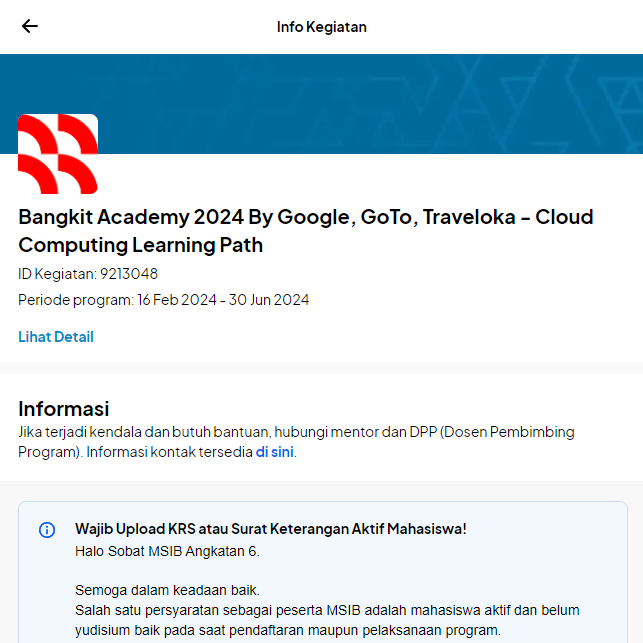 Info Kegiatan
Bangkit Academy 2024 By Google, GoTo, Traveloka - Cloud
Computing Learning Path
ID Kegiatan: 9213048
Periode program: 16 Feb 2024 - 30 Jun 2024
Lihat Detail
Informasi
Jika terjadi kendala dan butuh bantuan, hubungi mentor dan DPP (Dosen Pembimbing
Program). Informasi kontak tersedia di sini.
Wajib Upload KRS atau Surat Keterangan Aktif Mahasiswa!
Halo Sobat MSIB Angkatan 6.
Semoga dalam keadaan baik.
Salah satu persyaratan sebagai peserta MSIB adalah mahasiswa aktif dan belum
yudisium baik pada saat pendaftaran maupun pelaksanaan program.